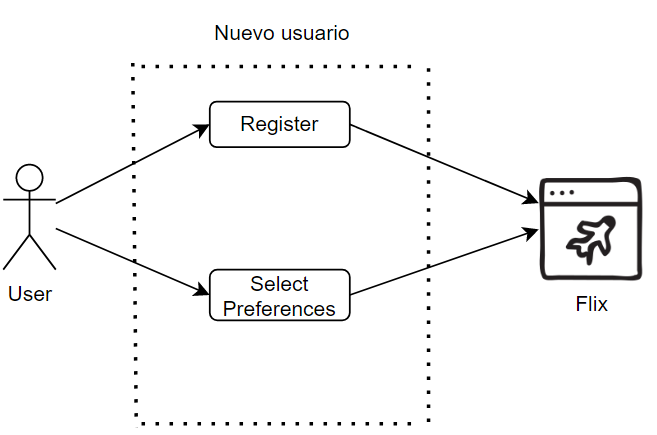 Nuevo usuario
Register
User
Select
Preferences
Flix